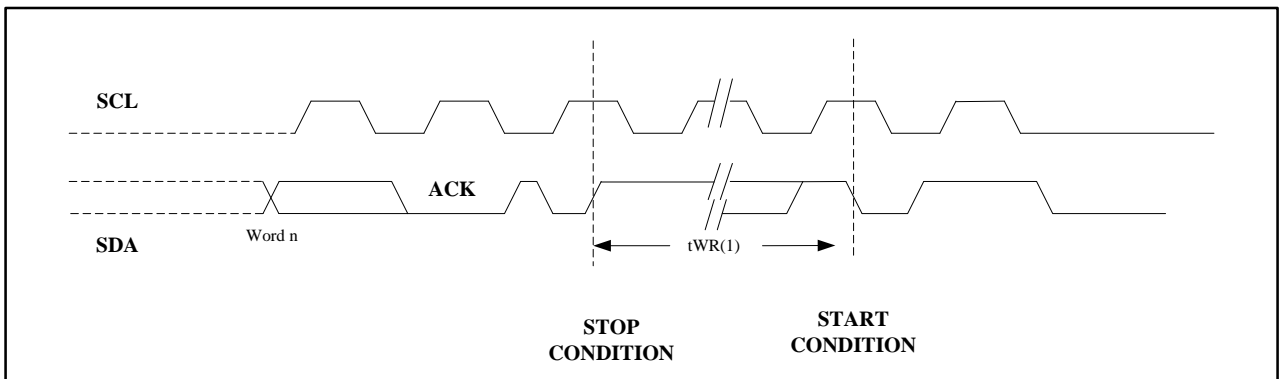 SCL
ACK
Word n
SDA
tWR(1)
STOP
CONDITION
START
CONDITION